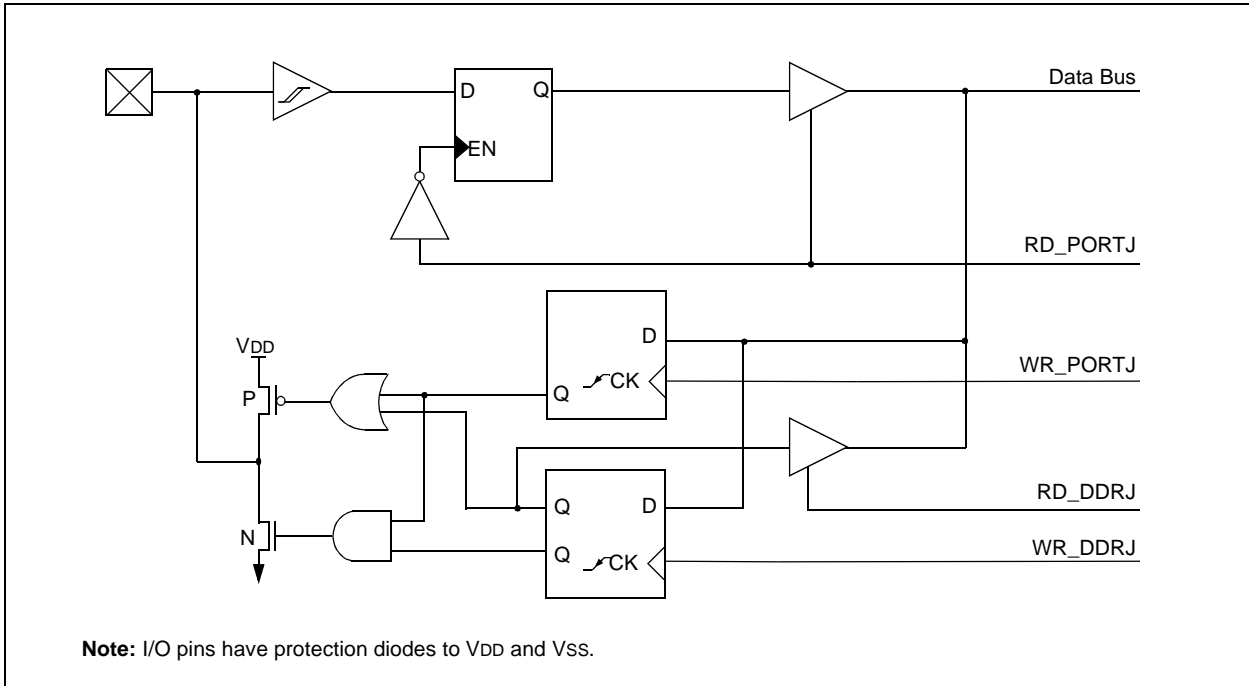 Data Bus
D
Q
EN
RD_PORTJ
VDD
P
D
Q
CK
WR_PORTJ
RD_DDRJ
N
Q
D
Q
CK
WR_DDRJ
Note: I/O pins have protection diodes to VDD and VSS.